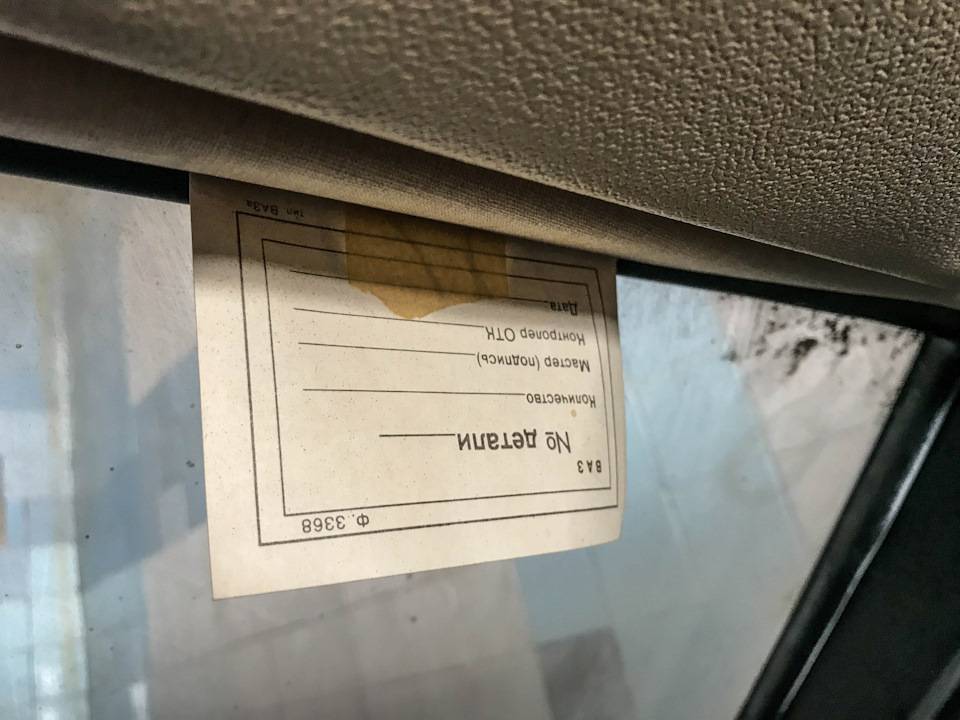 Ф. 3368
ВАЗ
№ детали
Количество
Мастер (подпись)
Контролер ОТК
Дата
тип ВАЗа